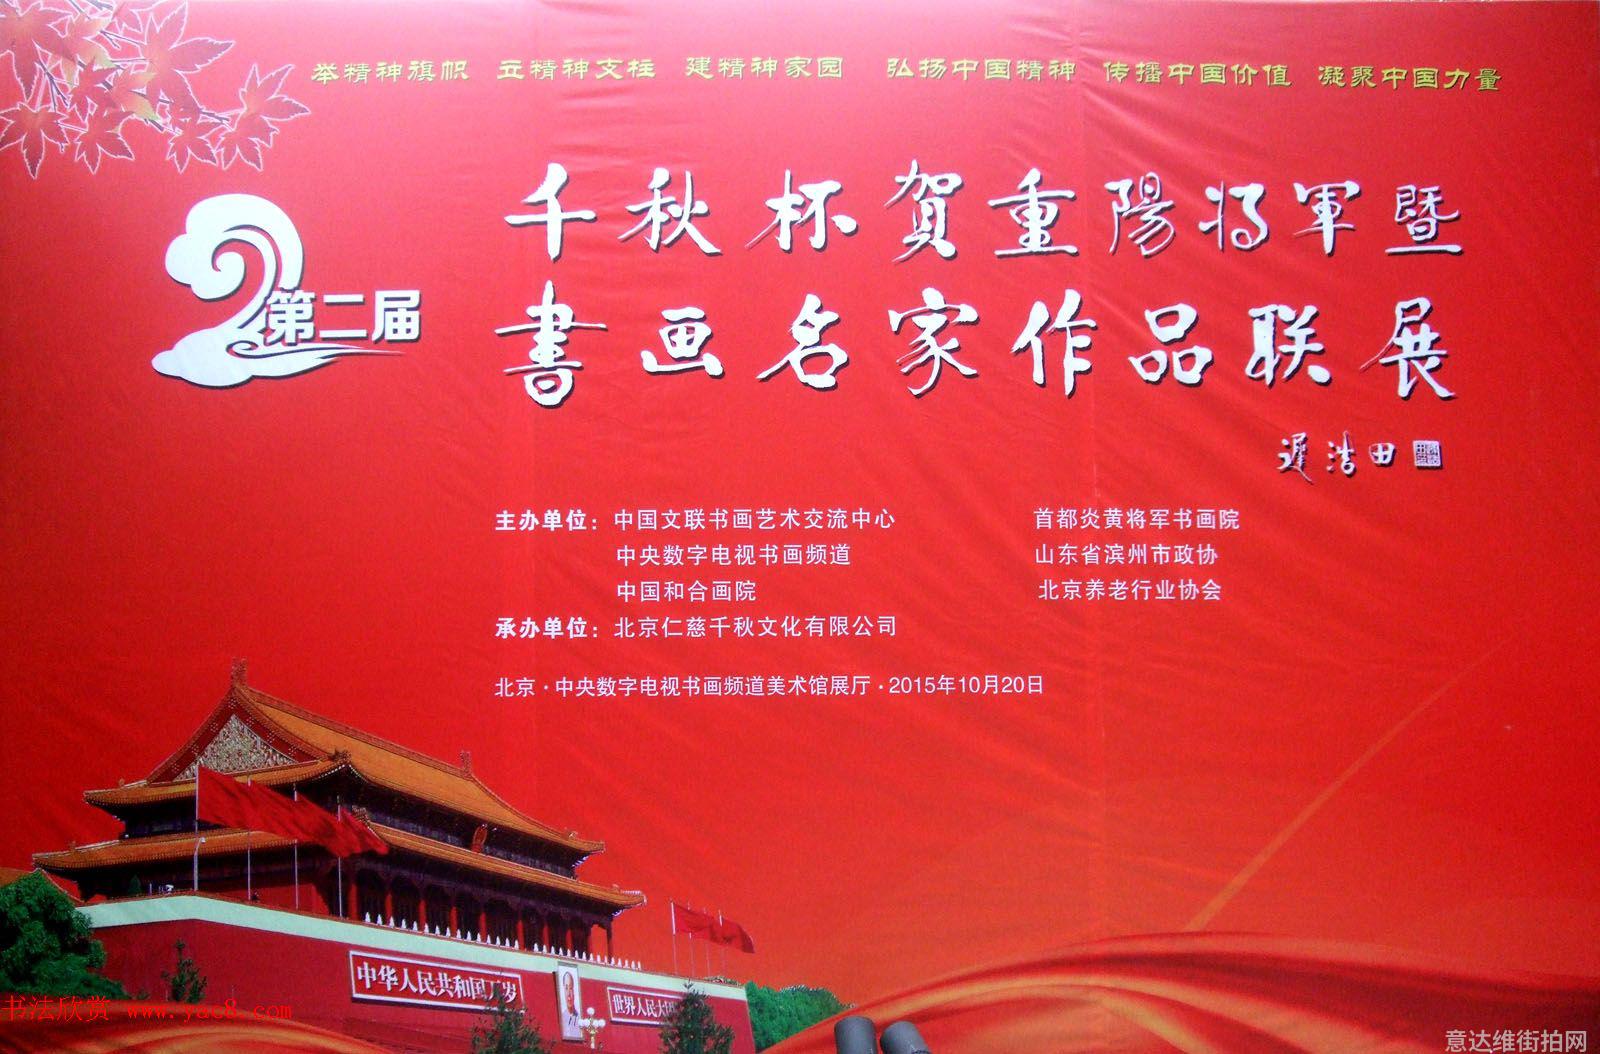 举精神旗帜 立精神支柱 建精神家园 弘扬中国精神 传播中国价值 凝聚中国力量
千秋杯賀重陽将軍暨
第二届
書画名家作品联展
遲浩田
主办单位：中国文联书画艺术交流中心 首都炎黄将军书画院
中央数字电视书画频道 山东省滨州市政协
中国和合画院 北京养老行业协会
承办单位：北京仁慈千秋文化有限公司
北京·中央数字电视书画频道美术馆展厅·2015年10月20日
中华人民共和国万岁
世界人民大团
书法欣赏 www.yac8.com
意达维街拍网